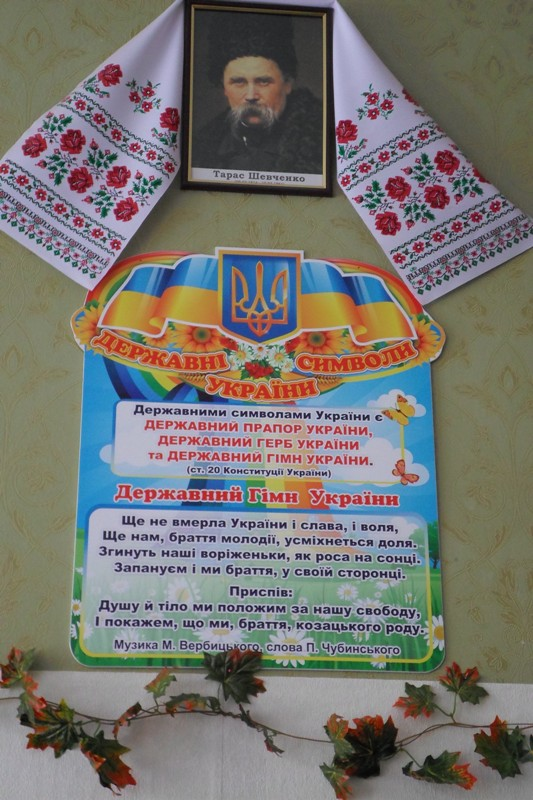 Тарас Шевченко
ДЕРЖАВНІ СИМВОЛИ
УКРАЇНИ
Державними символами України є
ДЕРЖАВНИЙ ПРАПОР УКРАЇНИ,
ДЕРЖАВНИЙ ГЕРБ УКРАЇНИ
та ДЕРЖАВНИЙ ГІМН УКРАЇНИ.
(ст. 20 Конституції України)
Державний Гімн України
Ще не вмерла України і слава, і воля,
Ще нам, браття молодії, усміхнеться доля.
Згинуть наші воріженьки, як роса на сонці.
Запануєм і ми браття, у своїй сторонці.
Приспів:
Душу й тіло ми положим за нашу свободу,
І покажем, що ми, браття, козацького роду.
Музика М. Вербицького, слова П. Чубинського